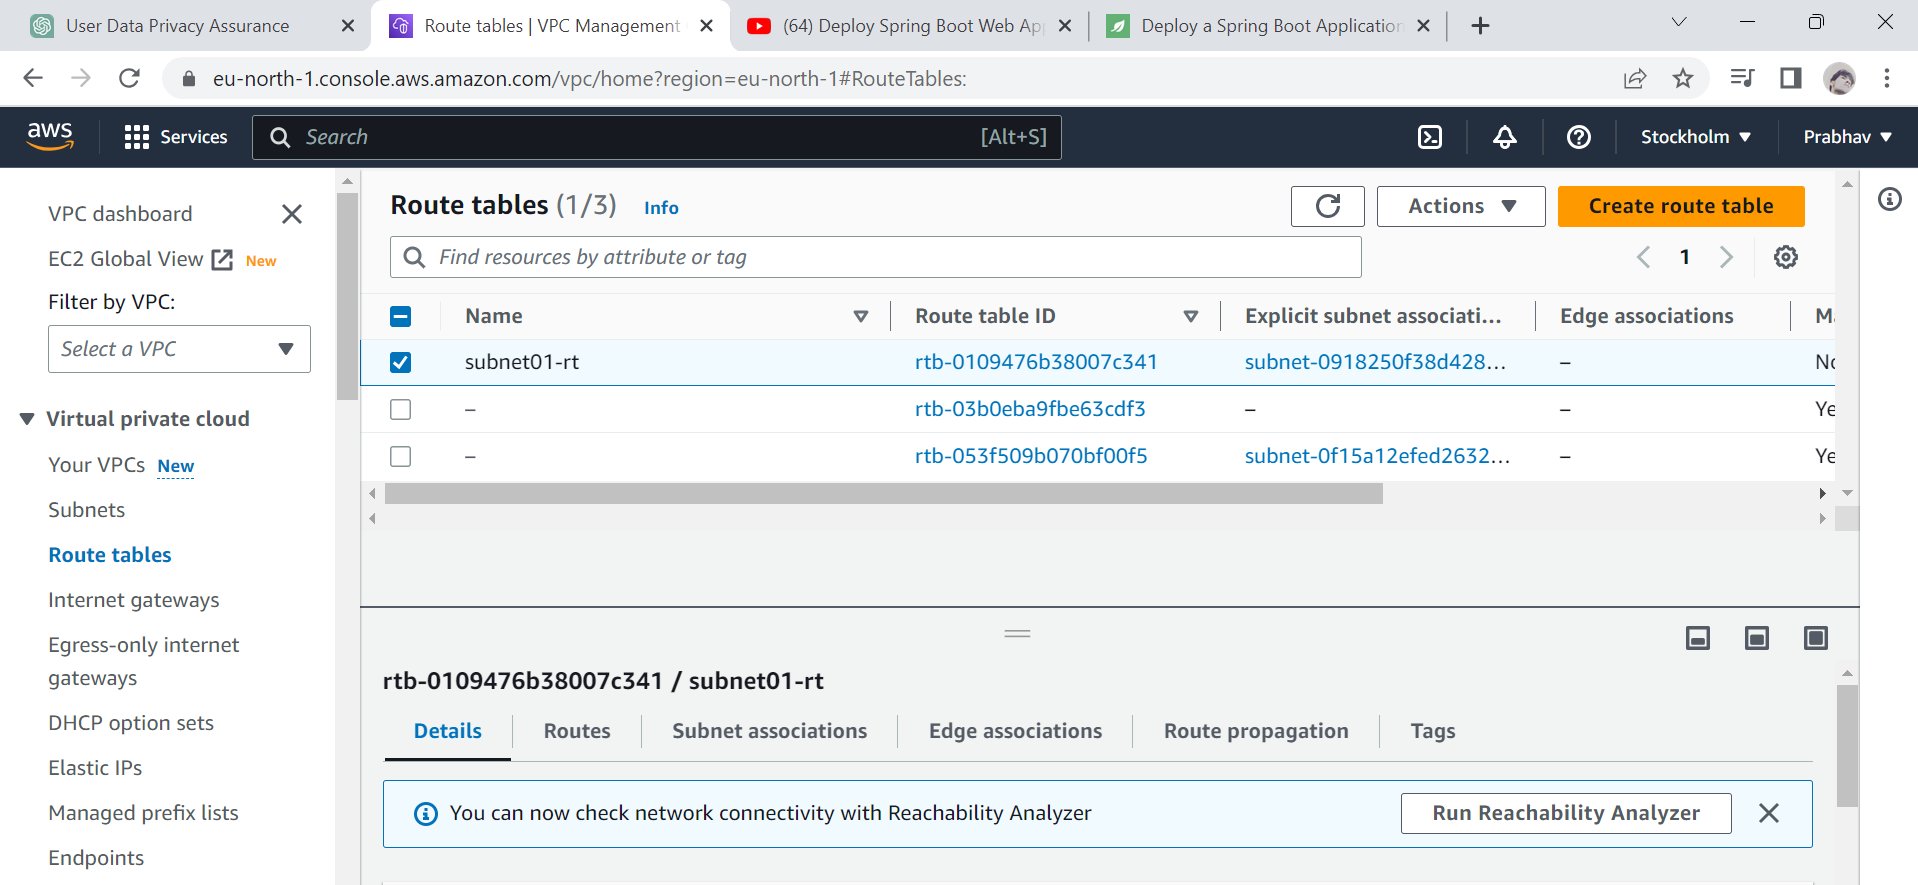 User Data Privacy Assurance
Route tables | VPC Management
(64) Deploy Spring Boot Web Ap
Deploy a Spring Boot Application
eu-north-1.console.aws.amazon.com/vpc/home?region=eu-north-1#RouteTables:
aws
Services
Search
[Alt+S]
Stockholm
Prabhav
VPC dashboard
EC2 Global View New
Filter by VPC:
Select a VPC
Virtual private cloud
Your VPCs New
Subnets
Route tables
Internet gateways
Egress-only internet
gateways
DHCP option sets
Elastic IPs
Managed prefix lists
Endpoints
Route tables (1/3) Info
Actions
Create route table
Find resources by attribute or tag
1
Name Route table ID Explicit subnet associati... Edge associations Ma
subnet01-rt rtb-0109476b38007c341 subnet-0918250f38d428... – No
– rtb-03b0eba9fbe63cdf3 – – Ye
– rtb-053f509b070bf00f5 subnet-0f15a12efed2632... – Ye
rtb-0109476b38007c341 / subnet01-rt
Details Routes Subnet associations Edge associations Route propagation Tags
You can now check network connectivity with Reachability Analyzer
Run Reachability Analyzer